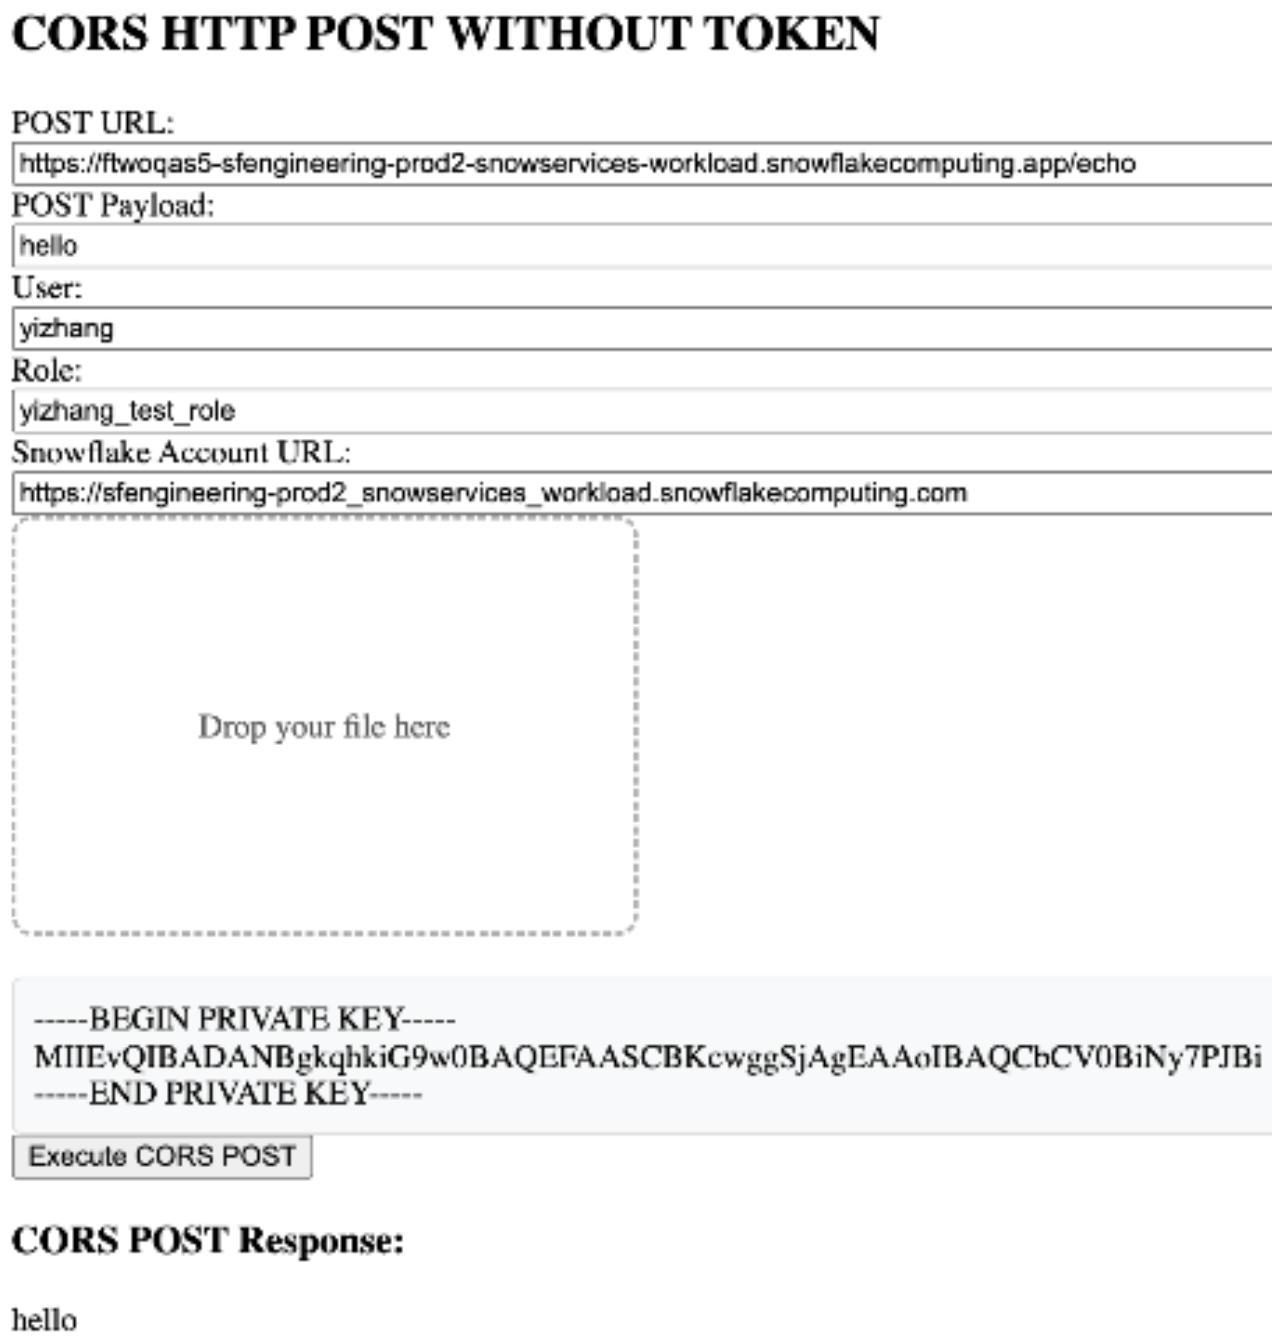 CORS HTTP POST WITHOUT TOKEN
POST URL:
https://ftwoqas5-sfengineering-prod2-snowservices-workload.snowflakecomputing.app/echo
POST Payload:
hello
User:
yizhang
Role:
yizhang_test_role
Snowflake Account URL:
https://sfengineering-prod2_snowservices_workload.snowflakecomputing.com
Drop your file here
-----BEGIN PRIVATE KEY-----
MIIEvQIBADANBgkqhkiG9w0BAQEFAASCBKcwggSjAgEAAoIBAQCbCV0BiNy7PJBi
-----END PRIVATE KEY-----
Execute CORS POST
CORS POST Response:
hello